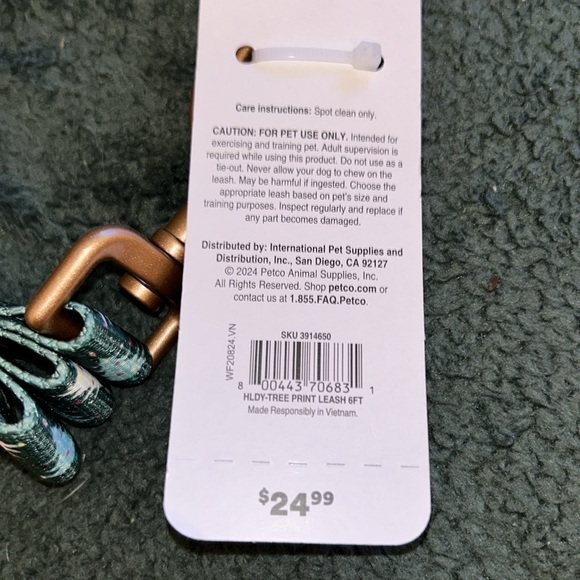 Care instructions: Spot clean only.
CAUTION: FOR PET USE ONLY. Intended for
exercising and training pet. Adult supervision is
required while using this product. Do not use as a
tie-out. Never allow your dog to chew on the
leash. May be harmful if ingested. Choose the
appropriate leash based on pet's size and
training purposes. Inspect regularly and replace if
any part becomes damaged.
Distributed by: International Pet Supplies and
Distribution, Inc., San Diego, CA 92127
© 2024 Petco Animal Supplies, Inc.
All Rights Reserved. Shop petco.com or
contact us at 1.855.FAQ.Petco.
WF20824.VN
SKU 3914650
8 00443 70683 1
HLDY-TREE PRINT LEASH 6FT
Made Responsibly in Vietnam.
$24.99